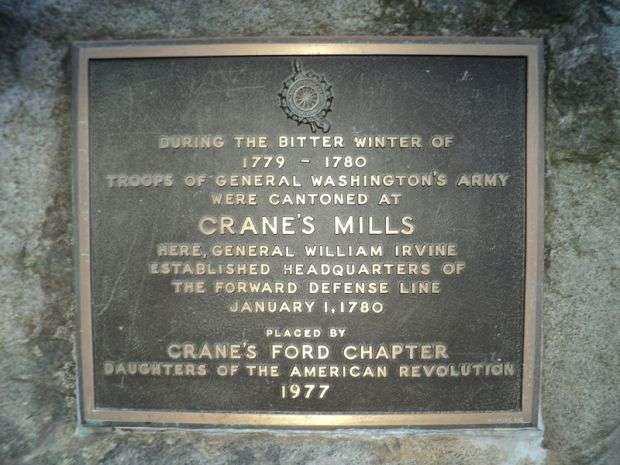 DURING THE BITTER WINTER OF
1779 - 1780
TROOPS OF GENERAL WASHINGTON'S ARMY
WERE CANTONED AT
CRANE'S MILLS
HERE, GENERAL WILLIAM IRVINE
ESTABLISHED HEADQUARTERS OF
THE FORWARD DEFENSE LINE
JANUARY 1, 1780
PLACED BY
CRANE'S FORD CHAPTER
DAUGHTERS OF THE AMERICAN REVOLUTION
1977